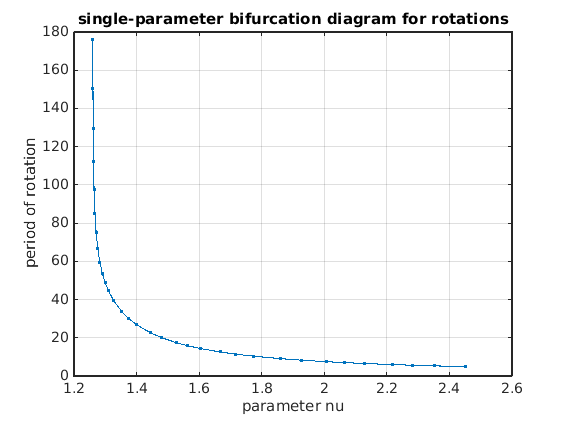 single-parameter bifurcation diagram for rotations
180
160
140
120
100
80
60
40
20
0
period of rotation
1.2 1.4 1.6 1.8 2 2.2 2.4 2.6
parameter nu